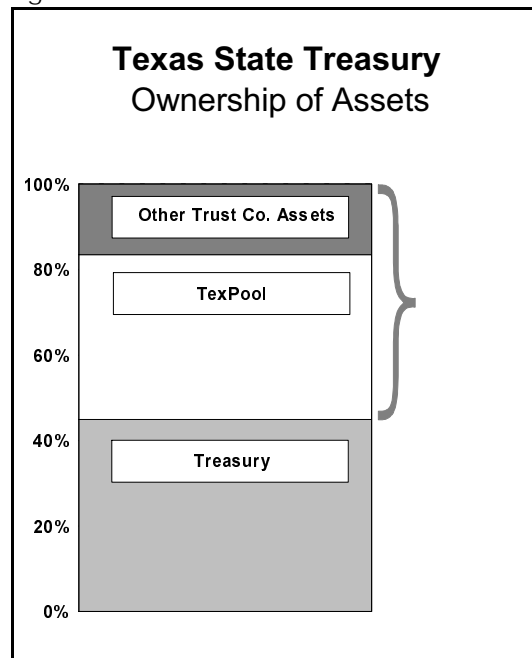 Texas State Treasury
Ownership of Assets
100%
Other Trust Co. Assets
80%
TexPool
60%
40%
Treasury
20%
0%